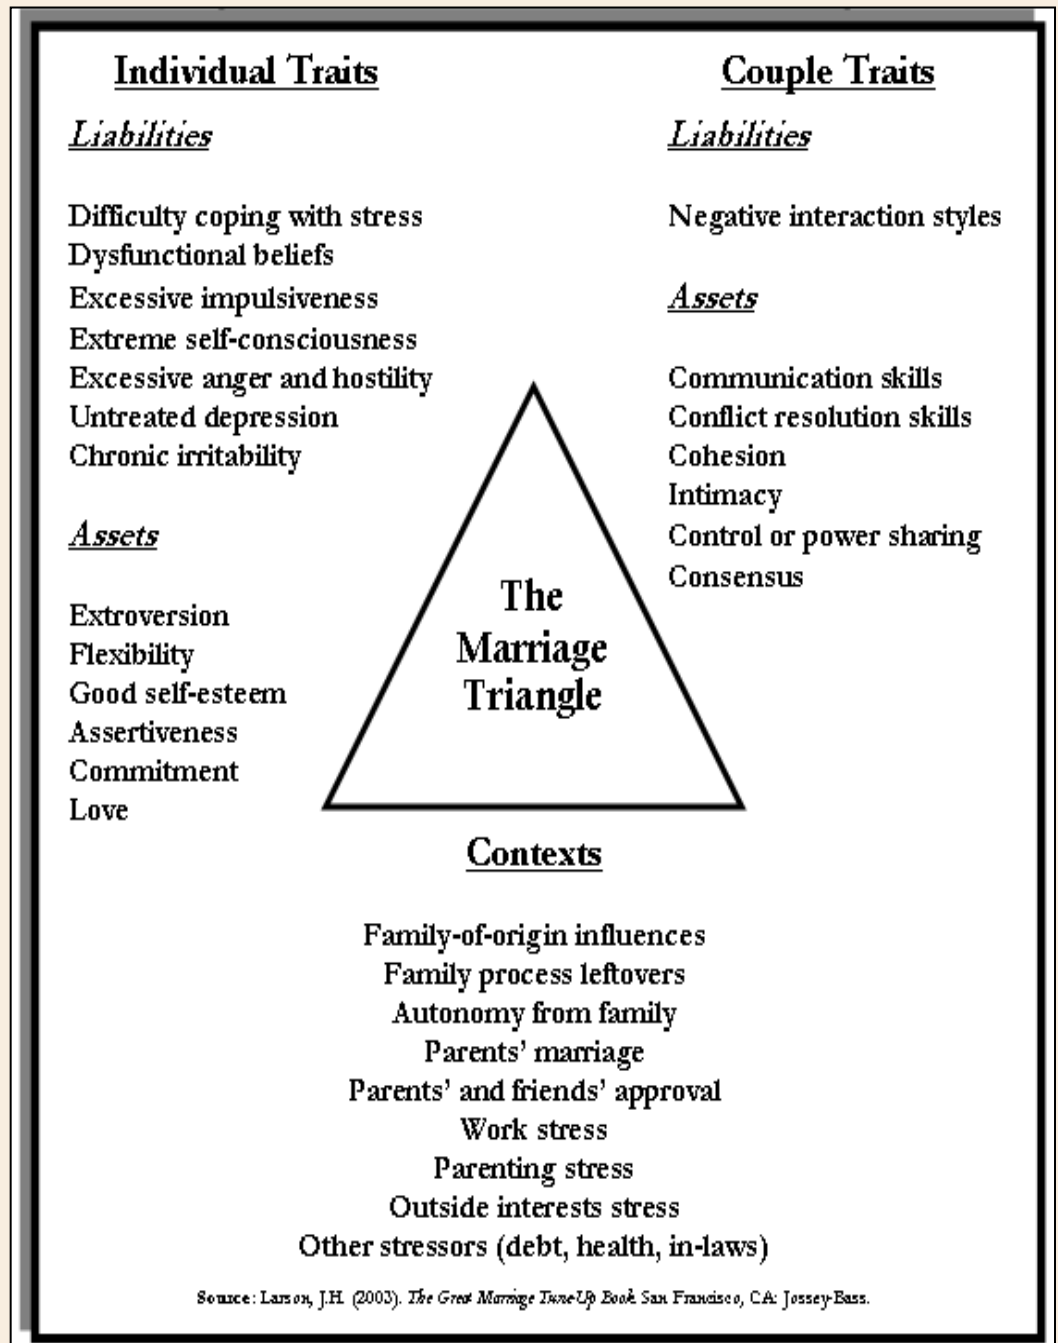 Individual Traits
Liabilities
Difficulty coping with stress
Dysfunctional beliefs
Excessive impulsiveness
Extreme self-consciousness
Excessive anger and hostility
Untreated depression
Chronic irritability
Assets
Extroversion
Flexibility
Good self-esteem
Assertiveness
Commitment
Love
Couple Traits
Liabilities
Negative interaction styles
Assets
Communication skills
Conflict resolution skills
Cohesion
Intimacy
Control or power sharing
Consensus
The
Marriage
Triangle
Contexts
Family-of-origin influences
Family process leftovers
Autonomy from family
Parents’ marriage
Parents’ and friends’ approval
Work stress
Parenting stress
Outside interests stress
Other stressors (debt, health, in-laws)
Source: Larson, J.H. (2003). The Great Marriage Tune-Up Book. San Francisco, CA: Jossey-Bass.